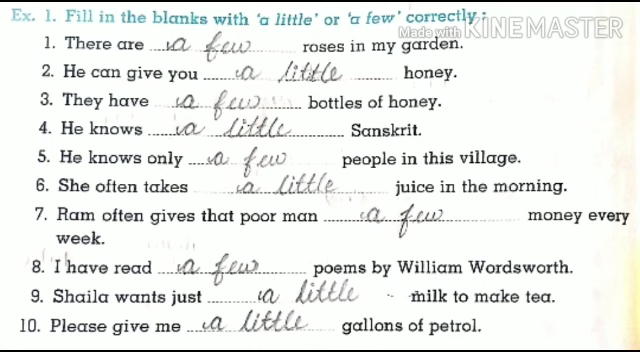 Ex. 1. Fill in the blanks with 'a little' or 'a few' correctly :
Made with KINEMASTER
1. There are a few roses in my garden.
2. He can give you a little honey.
3. They have a few bottles of honey.
4. He knows a little Sanskrit.
5. He knows only a few people in this village.
6. She often takes a little juice in the morning.
7. Ram often gives that poor man a few money every
week.
8. I have read a few poems by William Wordsworth.
9. Shaila wants just a little milk to make tea.
10. Please give me a little gallons of petrol.